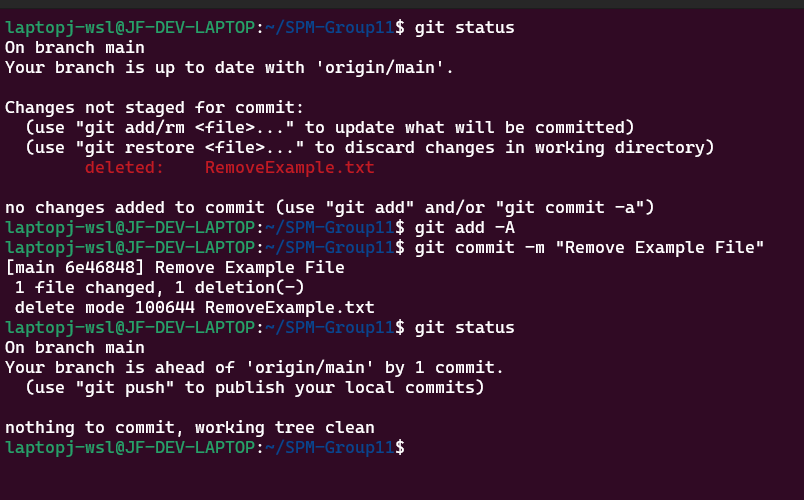 laptopj-wsl@JF-DEV-LAPTOP:~/SPM-Group11$ git status
On branch main
Your branch is up to date with 'origin/main'.

Changes not staged for commit:
  (use "git add/rm <file>..." to update what will be committed)
  (use "git restore <file>..." to discard changes in working directory)
        deleted:    RemoveExample.txt

no changes added to commit (use "git add" and/or "git commit -a")
laptopj-wsl@JF-DEV-LAPTOP:~/SPM-Group11$ git add -A
laptopj-wsl@JF-DEV-LAPTOP:~/SPM-Group11$ git commit -m "Remove Example File"
[main 6e46848] Remove Example File
 1 file changed, 1 deletion(-)
 delete mode 100644 RemoveExample.txt
laptopj-wsl@JF-DEV-LAPTOP:~/SPM-Group11$ git status
On branch main
Your branch is ahead of 'origin/main' by 1 commit.
  (use "git push" to publish your local commits)

nothing to commit, working tree clean
laptopj-wsl@JF-DEV-LAPTOP:~/SPM-Group11$